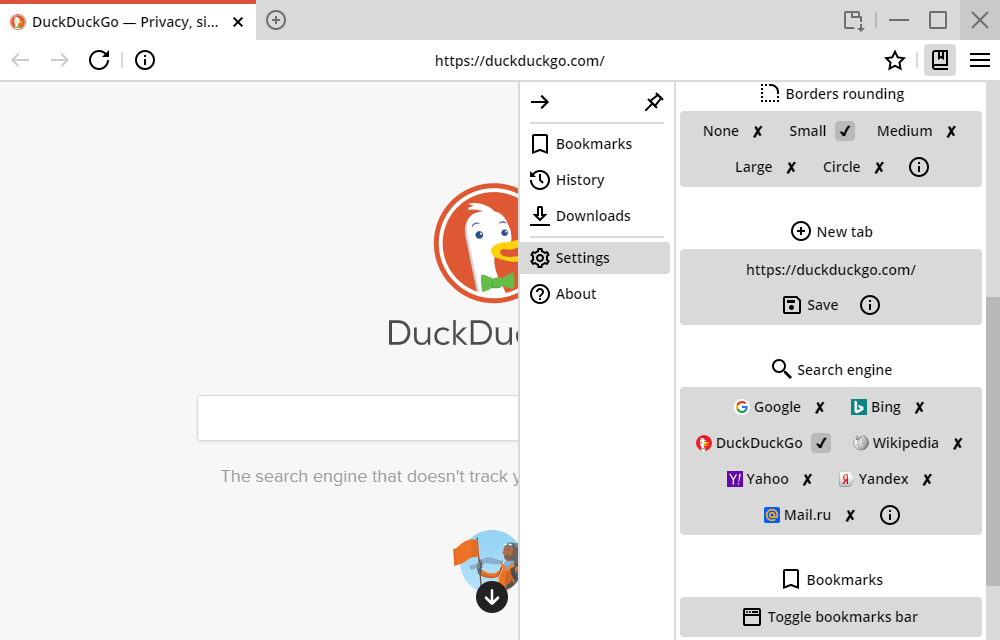 DuckDuckGo — Privacy, si...
https://duckduckgo.com/
DuckDu
The search engine that doesn't track
Bookmarks
History
Downloads
Settings
About
Borders rounding
None Small Medium
Large Circle
New tab
https://duckduckgo.com/
Save
Search engine
Google Bing
DuckDuckGo Wikipedia
Yahoo Yandex
Mail.ru
Bookmarks
Toggle bookmarks bar